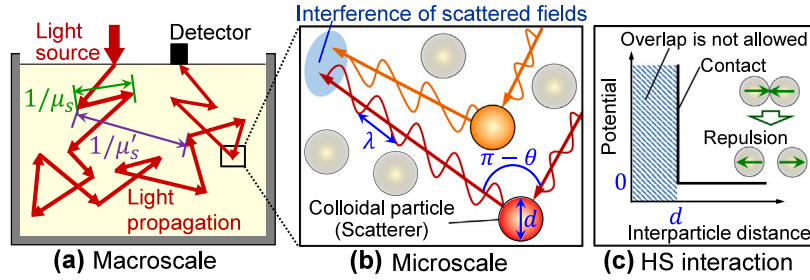 Light
source
Detector
1/μs
1/μ's
Light
propagation
(a) Macroscale
Interference of scattered fields
λ
π − θ
Colloidal particle
(Scatterer)
d
(b) Microscale
Overlap is not allowed
Contact
Potential
Repulsion
0
d
Interparticle distance
(c) HS interaction